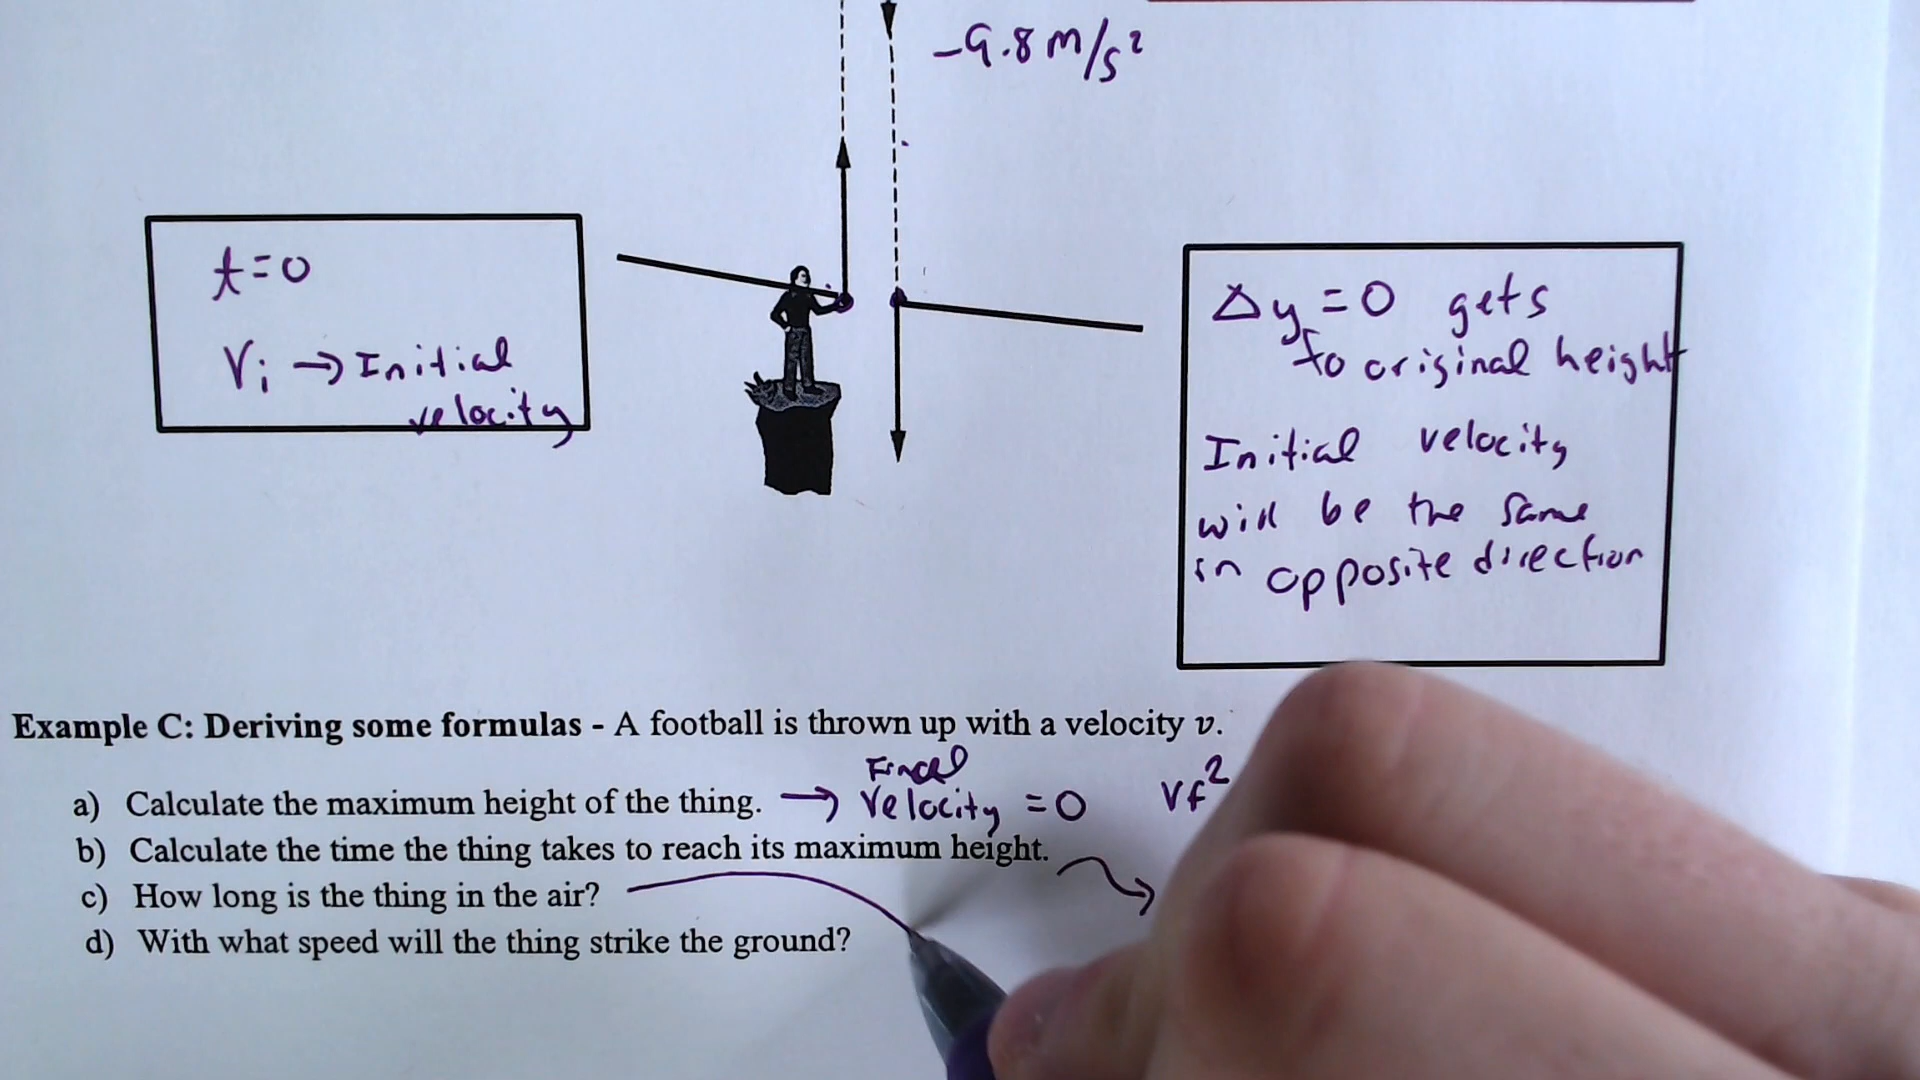 -9.8 m/s²
t=0
Vi → Initial
velocity
Δy=0 gets
to original height
Initial velocity
will be the same
in opposite direction
Example C: Deriving some formulas - A football is thrown up with a velocity v.
Final
a) Calculate the maximum height of the thing. → Velocity = 0 Vf²
b) Calculate the time the thing takes to reach its maximum height.
c) How long is the thing in the air?
d) With what speed will the thing strike the ground?